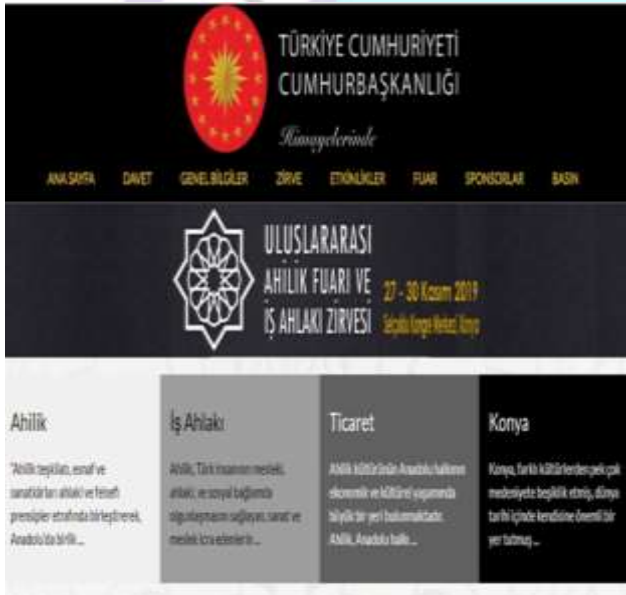 TÜRKİYE CUMHURİYETİ
CUMHURBAŞKANLIĞI
Himayelerinde
ANA SAYFA DAVET GENEL BİLGİLER ZİRVE ETKİNLİKLER FUAR SPONSORLAR BASIN
ULUSLARARASI
AHİLİK FUARI VE
İŞ AHLAKI ZİRVESİ
27 - 30 Kasım 2019
Selçuklu Kongre Merkezi, Konya
Ahilik
"Ahilik teşkilatı, esnaf ve
sanatkârları ahlaki ve felsefi
prensipler etrafında birleştirerek,
Anadolu'da birlik ...
İş Ahlakı
Ahilik, Türk insanının mesleki,
ahlaki, ve sosyal bağlamda
olgunlaşmasını sağlayan, sanat ve
meslek icra edenlerin ...
Ticaret
Ahilik kültürünün Anadolu halkının
ekonomik ve kültürel yaşamında
büyük bir yeri bulunmaktadır.
Ahilik, Anadolu halkı ...
Konya
Konya, farklı kültürlerden pek çok
medeniyete beşiklik etmiş, dünya
tarihi içinde kendisine önemli bir
yer tutmuş ...